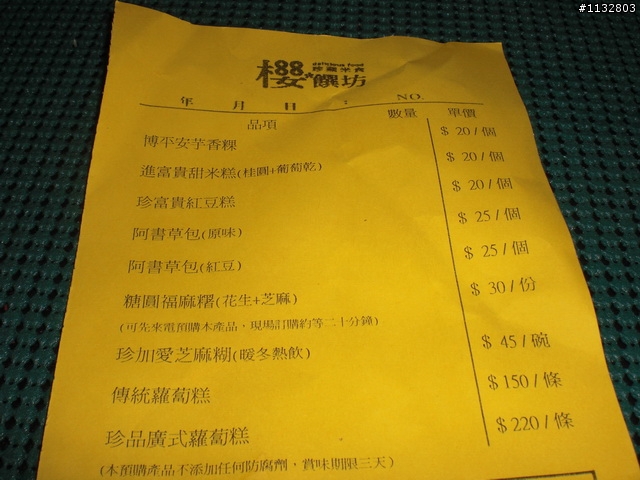 #1132803
櫻 delicious food
珍藏米食
饌坊
年 月 日 : NO.
品項 數量 單價
博平安芋香粿 $ 20/個
進富貴甜米糕(桂圓+葡萄乾) $ 20/個
珍富貴紅豆糕 $ 20/個
阿書草包(原味) $ 25/個
阿書草包(紅豆) $ 25/個
糖圓福麻糬(花生+芝麻) $ 30/份
(可先來電預購本產品,現場訂購約等二十分鐘)
珍加愛芝麻糊(暖冬熱飲) $ 45/碗
傳統蘿蔔糕 $150/條
珍品廣式蘿蔔糕 $220/條
(本預購產品不添加任何防腐劑,賞味期限三天)